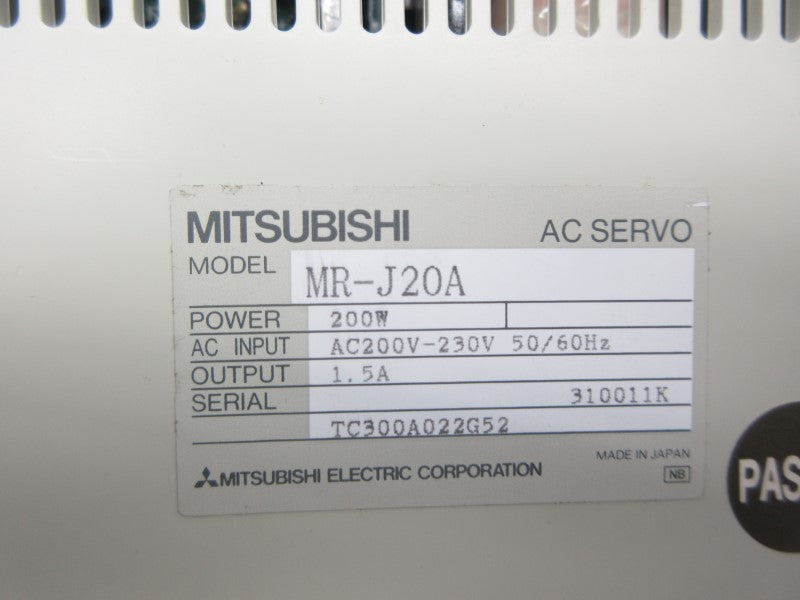 MITSUBISHI AC SERVO
MODEL MR-J20A
POWER 200W
AC INPUT AC200V-230V 50/60Hz
OUTPUT 1.5A
SERIAL 310011K
TC300A022G52
MITSUBISHI ELECTRIC CORPORATION MADE IN JAPAN
NB
PAS